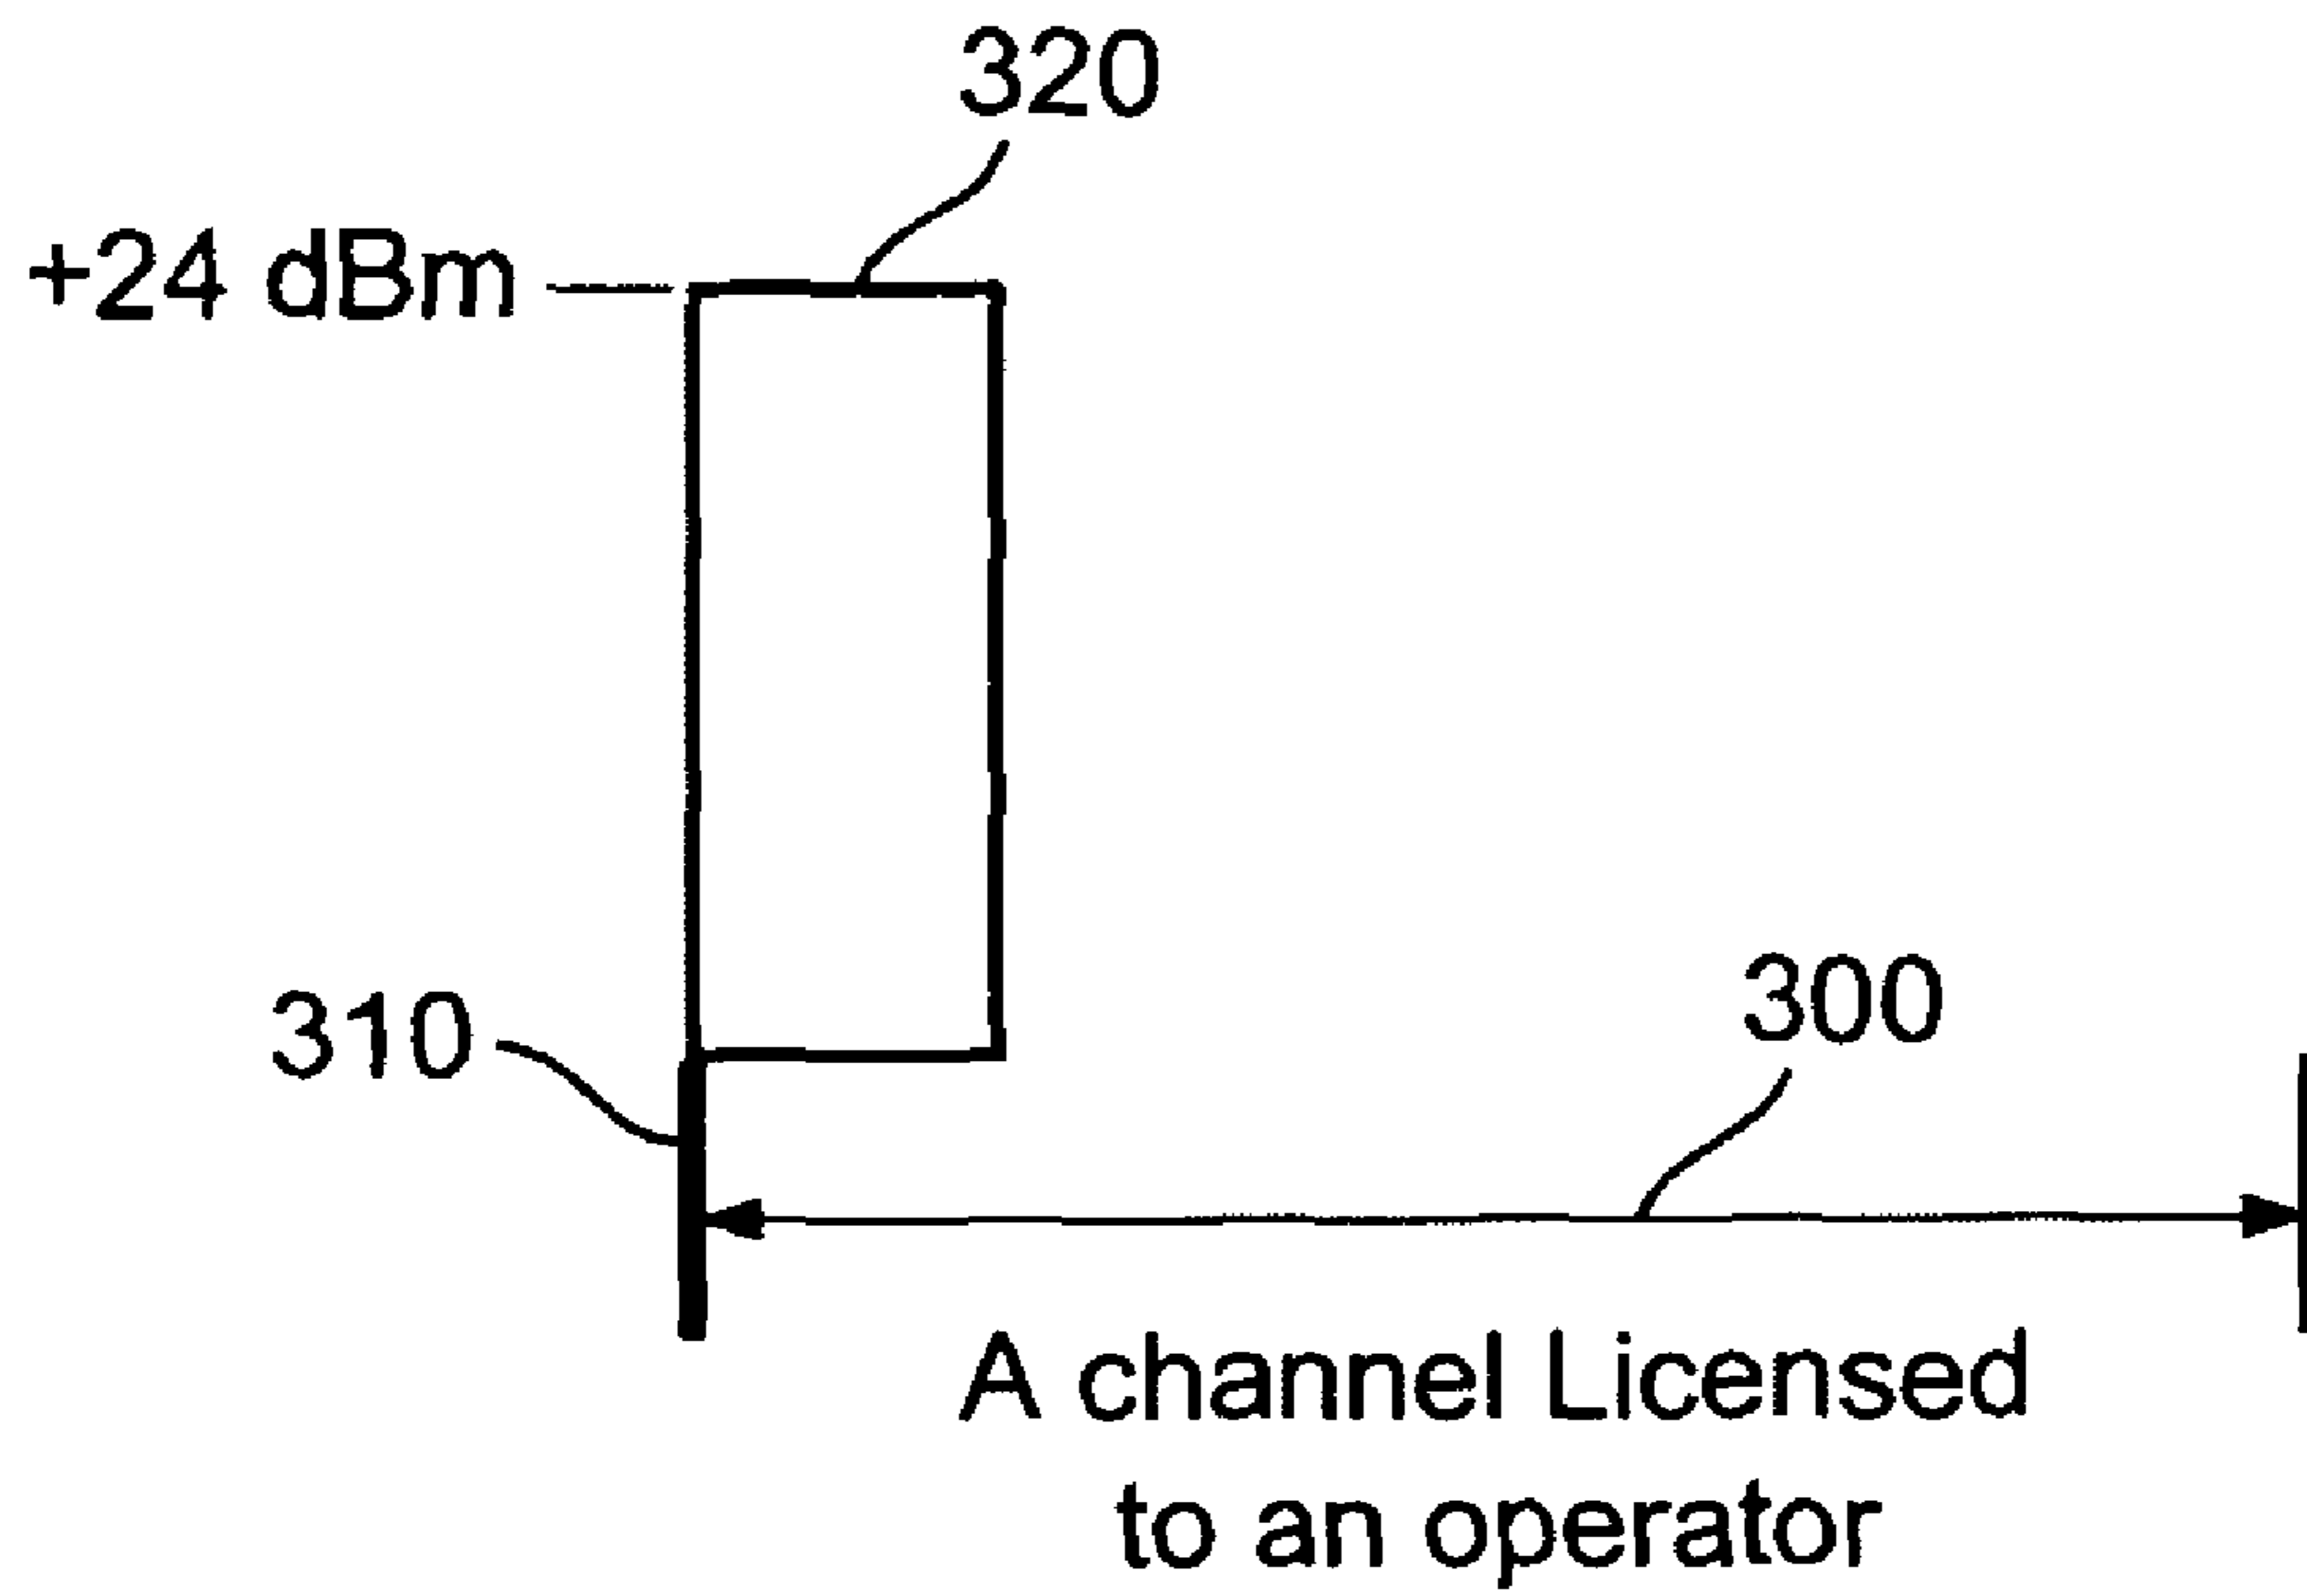 320
+24 dBm
310
300
A channel Licensed
to an operator